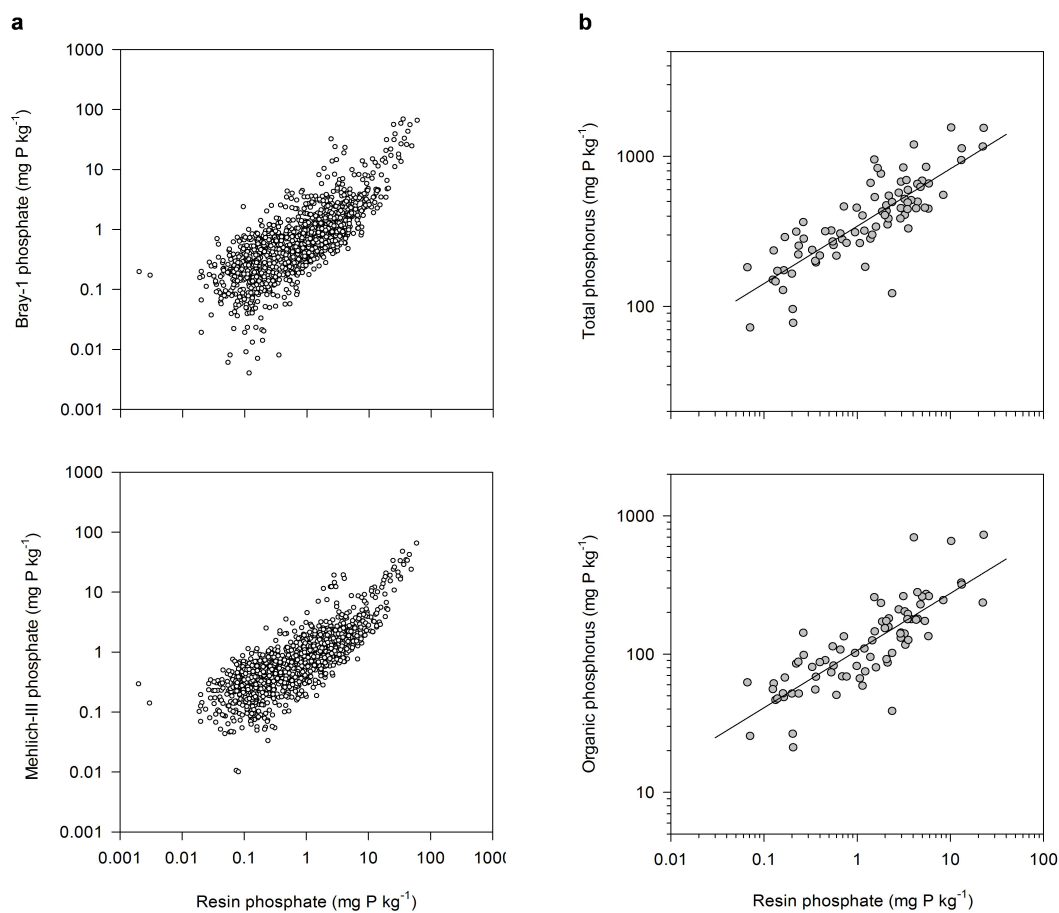 a
b
1000
100
10
1
0.1
0.01
0.001
Bray-1 phosphate (mg P kg-1)
1000
100
Total phosphorus (mg P kg-1)
1000
100
10
1
0.1
0.01
0.001
Mehlich-III phosphate (mg P kg-1)
0.001 0.01 0.1 1 10 100 100
Resin phosphate (mg P kg-1)
1000
100
10
Organic phosphorus (mg P kg-1)
0.01 0.1 1 10 100
Resin phosphate (mg P kg-1)